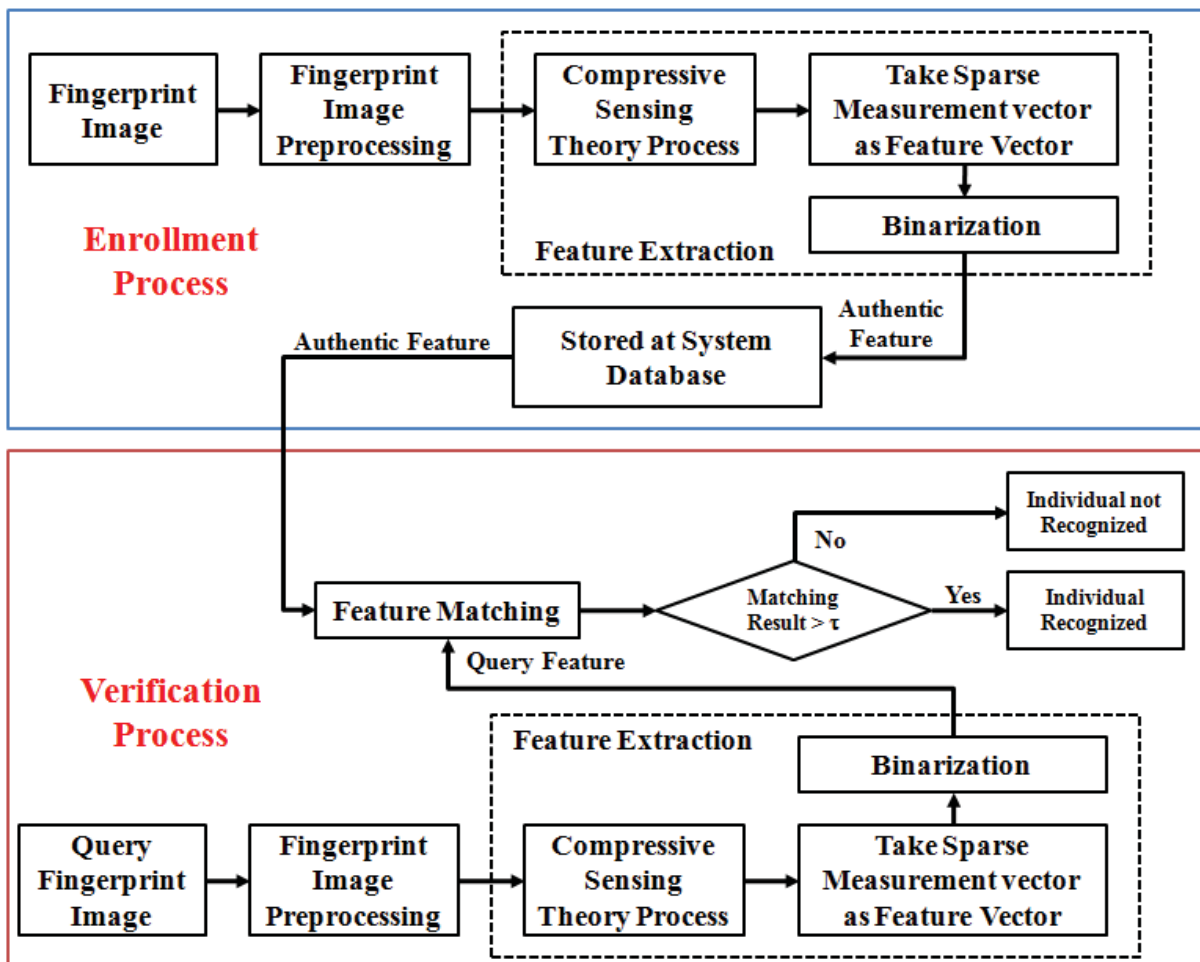 Fingerprint
Image
Fingerprint
Image
Preprocessing
Compressive
Sensing
Theory Process
Take Sparse
Measurement vector
as Feature Vector
Binarization
Feature Extraction
Enrollment
Process
Authentic
Feature
Stored at System
Database
Authentic Feature
Individual not
Recognized
No
Feature Matching
Matching
Result > τ
Yes
Individual
Recognized
Query Feature
Verification
Process
Feature Extraction
Binarization
Query
Fingerprint
Image
Fingerprint
Image
Preprocessing
Compressive
Sensing
Theory Process
Take Sparse
Measurement vector
as Feature Vector